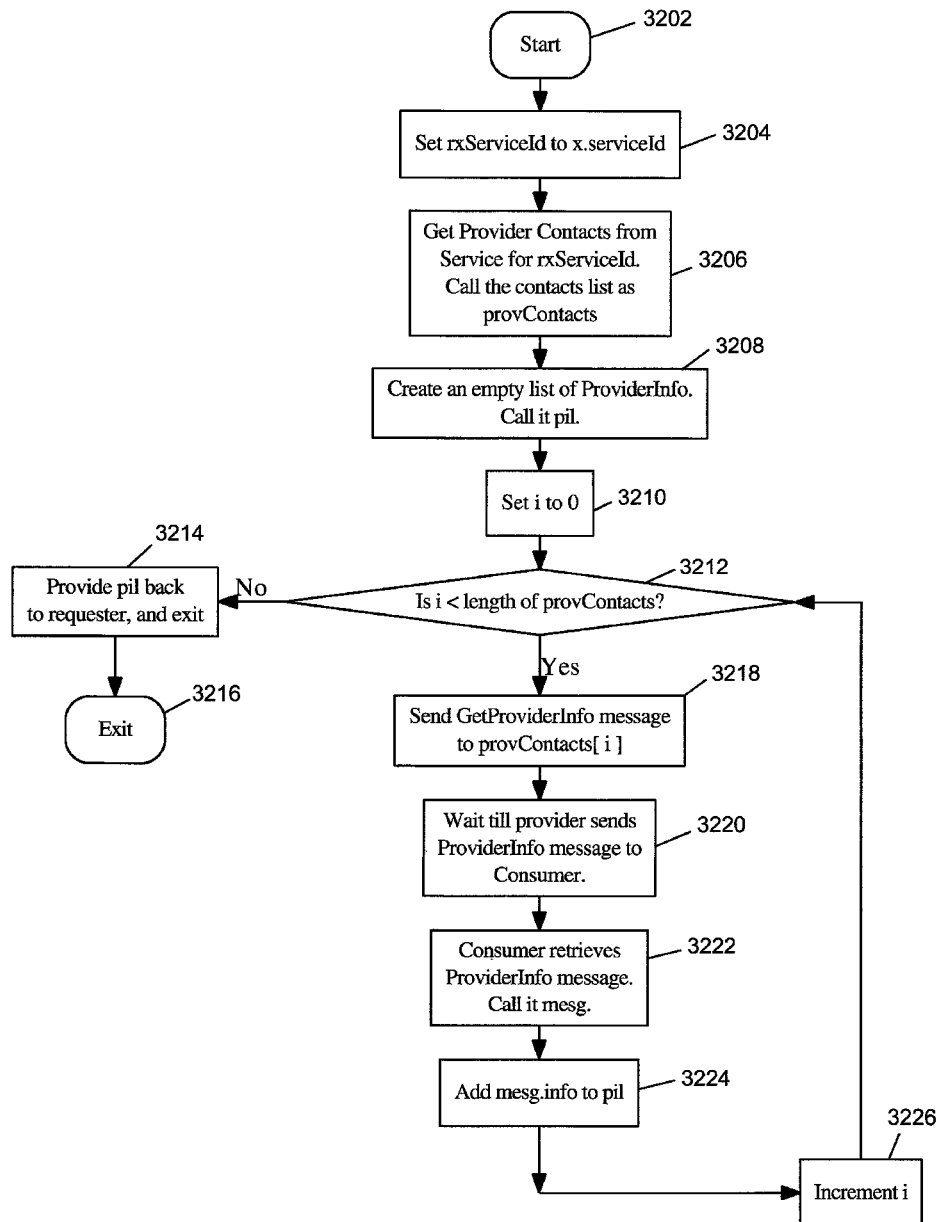 Start
3202
Set rxServiceId to x.serviceId
3204
Get Provider Contacts from
Service for rxServiceId.
Call the contacts list as
provContacts
3206
3208
Create an empty list of ProviderInfo.
Call it pil.
Set i to 0
3210
3212
Is i < length of provContacts?
No
3214
Provide pil back
to requester, and exit
3216
Exit
Yes
3218
Send GetProviderInfo message
to provContacts[ i ]
Wait till provider sends
ProviderInfo message to
Consumer.
3220
Consumer retrieves
ProviderInfo message.
Call it mesg.
3222
Add mesg.info to pil
3224
3226
Increment i